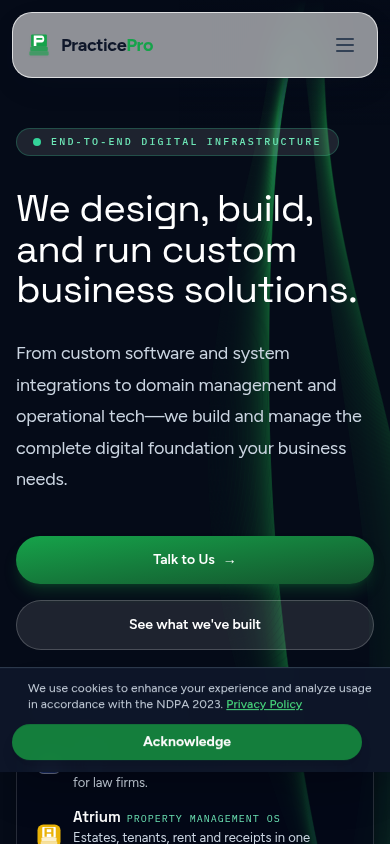 PracticePro
END-TO-END DIGITAL INFRASTRUCTURE
We design, build,
and run custom
business solutions.
From custom software and system
integrations to domain management and
operational tech—we build and manage the
complete digital foundation your business
needs.
Talk to Us →
See what we've built
We use cookies to enhance your experience and analyze usage
in accordance with the NDPA 2023. Privacy Policy
Acknowledge
for law firms.
Atrium PROPERTY MANAGEMENT OS
Estates, tenants, rent and receipts in one